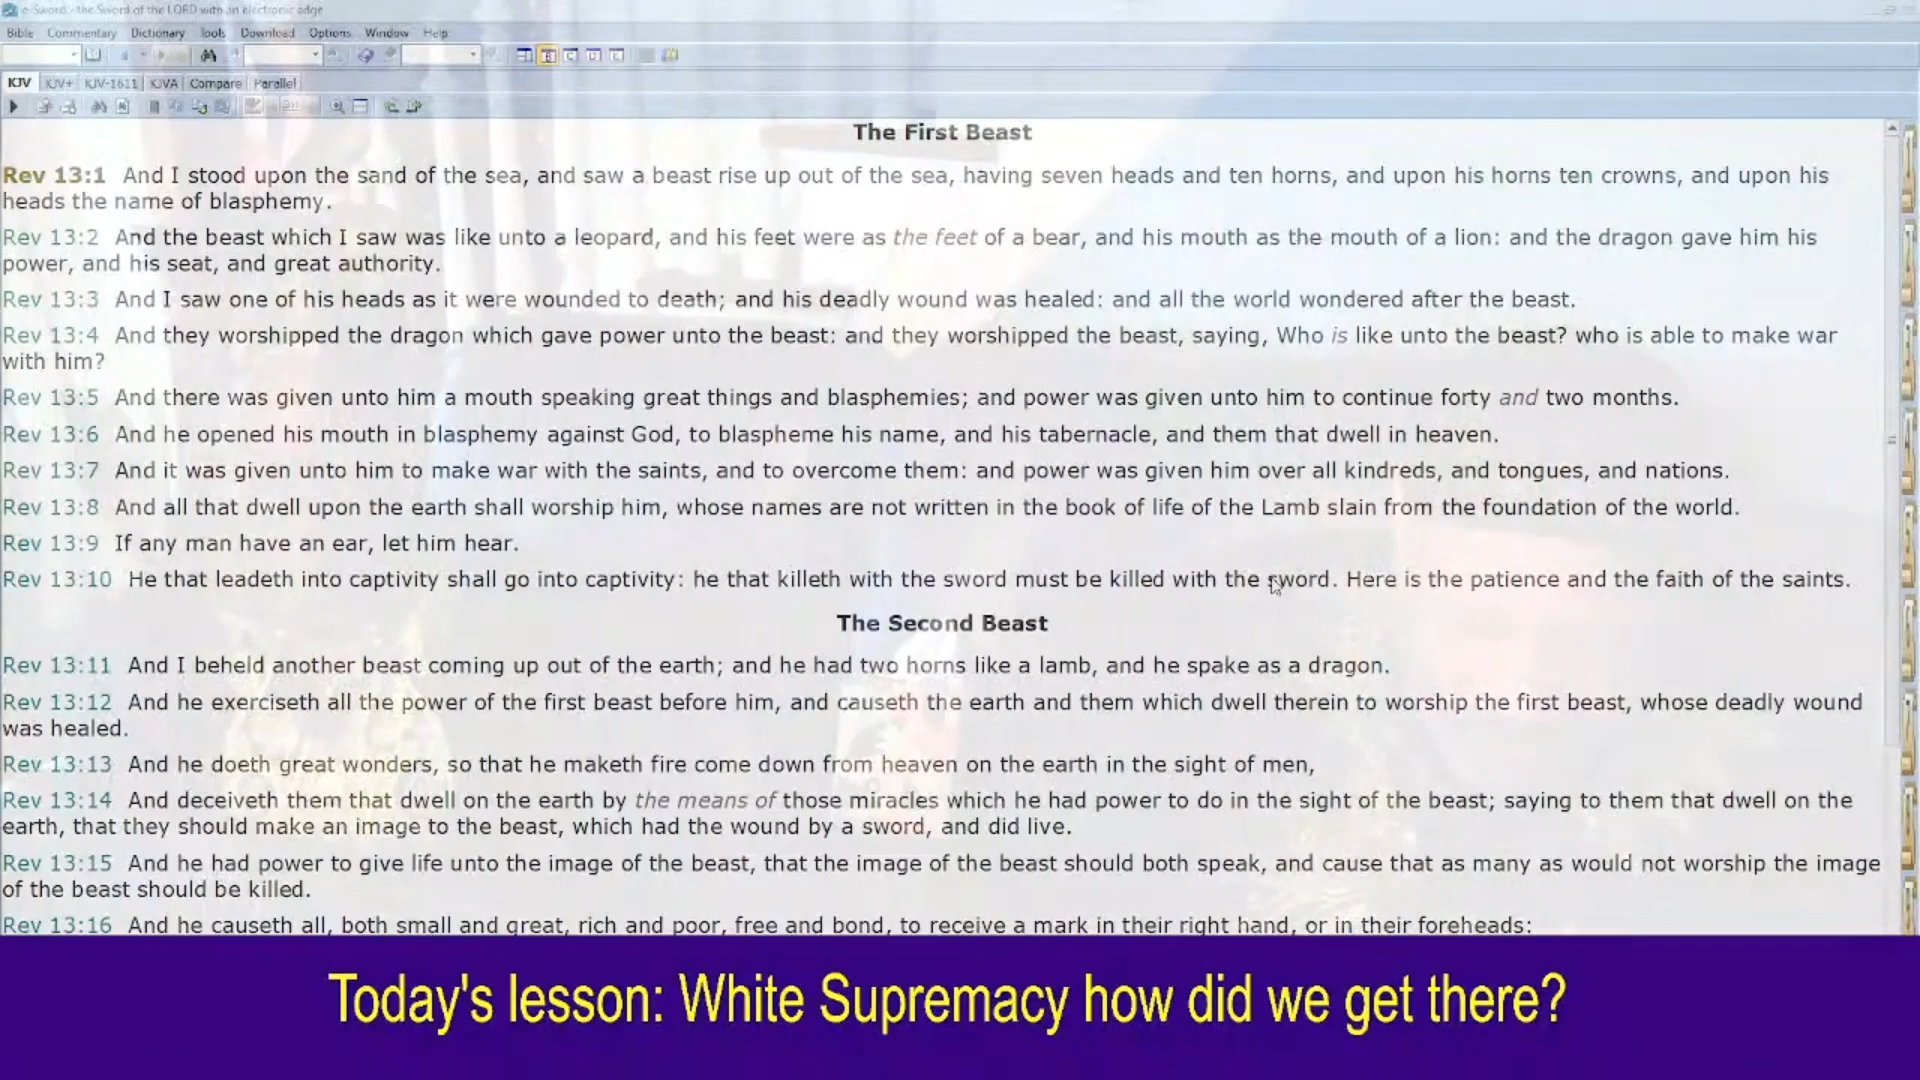 e-Sword - the Sword of the LORD with an electronic edge
Bible Commentary Dictionary Tools Download Options Window Help
KJV KJV+ KJV-1611 KJVA Compare Parallel
The First Beast
Rev 13:1 And I stood upon the sand of the sea, and saw a beast rise up out of the sea, having seven heads and ten horns, and upon his horns ten crowns, and upon his
heads the name of blasphemy.
Rev 13:2 And the beast which I saw was like unto a leopard, and his feet were as the feet of a bear, and his mouth as the mouth of a lion: and the dragon gave him his
power, and his seat, and great authority.
Rev 13:3 And I saw one of his heads as it were wounded to death; and his deadly wound was healed: and all the world wondered after the beast.
Rev 13:4 And they worshipped the dragon which gave power unto the beast: and they worshipped the beast, saying, Who is like unto the beast? who is able to make war
with him?
Rev 13:5 And there was given unto him a mouth speaking great things and blasphemies; and power was given unto him to continue forty and two months.
Rev 13:6 And he opened his mouth in blasphemy against God, to blaspheme his name, and his tabernacle, and them that dwell in heaven.
Rev 13:7 And it was given unto him to make war with the saints, and to overcome them: and power was given him over all kindreds, and tongues, and nations.
Rev 13:8 And all that dwell upon the earth shall worship him, whose names are not written in the book of life of the Lamb slain from the foundation of the world.
Rev 13:9 If any man have an ear, let him hear.
Rev 13:10 He that leadeth into captivity shall go into captivity: he that killeth with the sword must be killed with the sword. Here is the patience and the faith of the saints.
The Second Beast
Rev 13:11 And I beheld another beast coming up out of the earth; and he had two horns like a lamb, and he spake as a dragon.
Rev 13:12 And he exerciseth all the power of the first beast before him, and causeth the earth and them which dwell therein to worship the first beast, whose deadly wound
was healed.
Rev 13:13 And he doeth great wonders, so that he maketh fire come down from heaven on the earth in the sight of men,
Rev 13:14 And deceiveth them that dwell on the earth by the means of those miracles which he had power to do in the sight of the beast; saying to them that dwell on the
earth, that they should make an image to the beast, which had the wound by a sword, and did live.
Rev 13:15 And he had power to give life unto the image of the beast, that the image of the beast should both speak, and cause that as many as would not worship the image
of the beast should be killed.
Rev 13:16 And he causeth all, both small and great, rich and poor, free and bond, to receive a mark in their right hand, or in their foreheads:
Today's lesson: White Supremacy how did we get there?